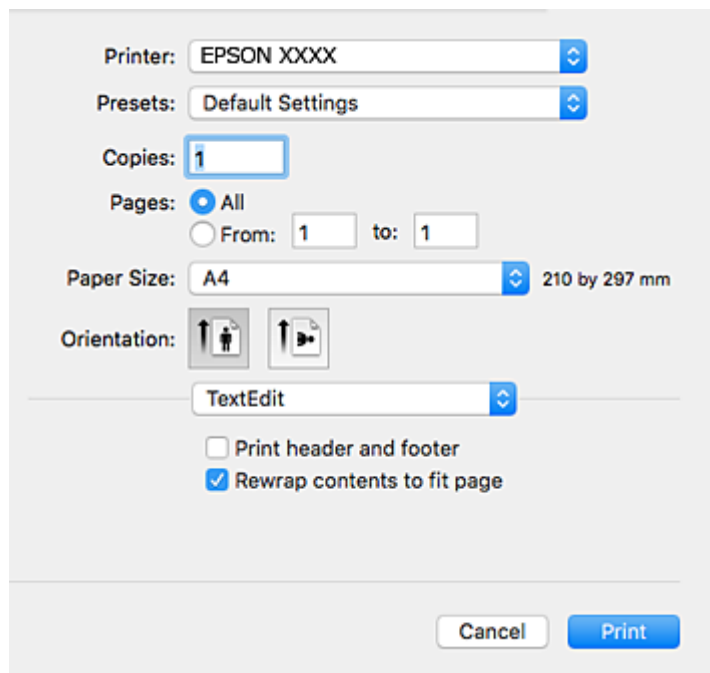 Printer: EPSON XXXX
Presets: Default Settings
Copies: 1
Pages: All
From: 1 to: 1
Paper Size: A4 210 by 297 mm
Orientation:
TextEdit
Print header and footer
Rewrap contents to fit page
Cancel Print